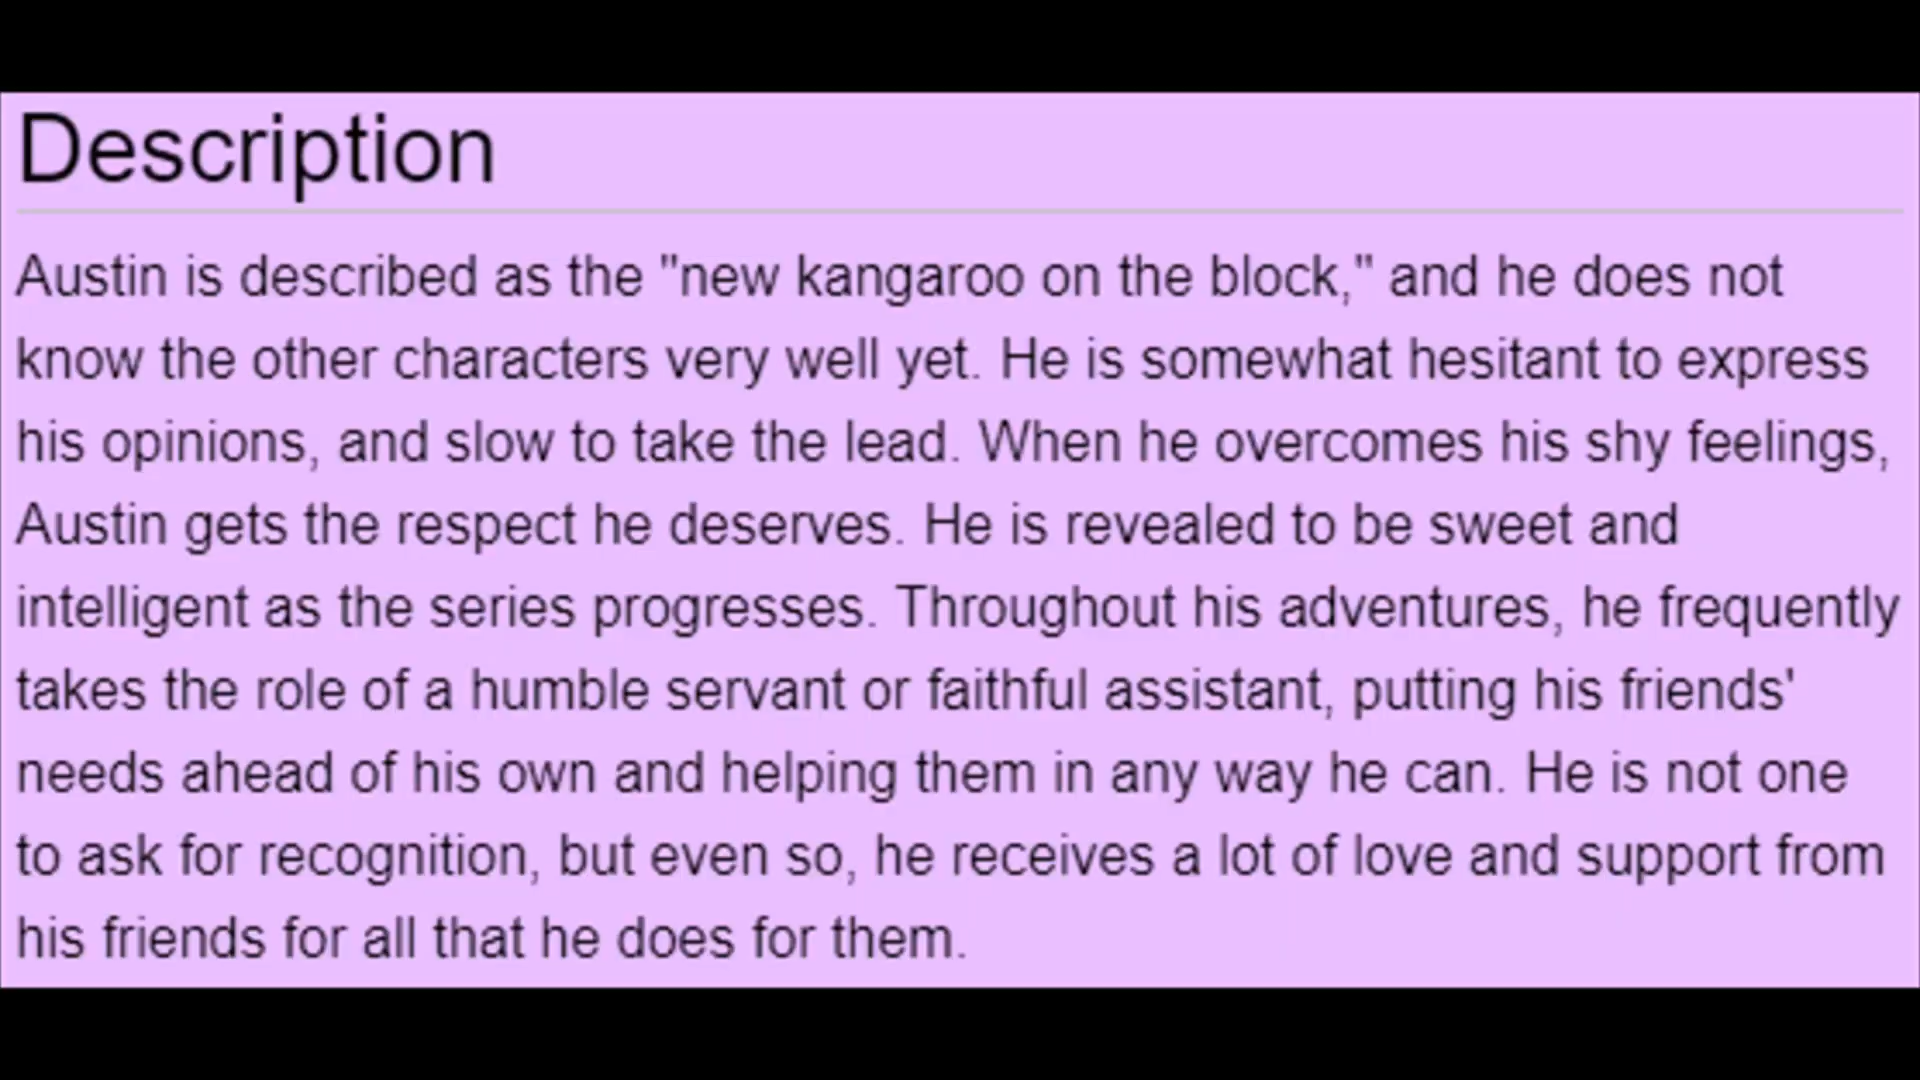 Description
Austin is described as the "new kangaroo on the block," and he does not
know the other characters very well yet. He is somewhat hesitant to express
his opinions, and slow to take the lead. When he overcomes his shy feelings,
Austin gets the respect he deserves. He is revealed to be sweet and
intelligent as the series progresses. Throughout his adventures, he frequently
takes the role of a humble servant or faithful assistant, putting his friends'
needs ahead of his own and helping them in any way he can. He is not one
to ask for recognition, but even so, he receives a lot of love and support from
his friends for all that he does for them.